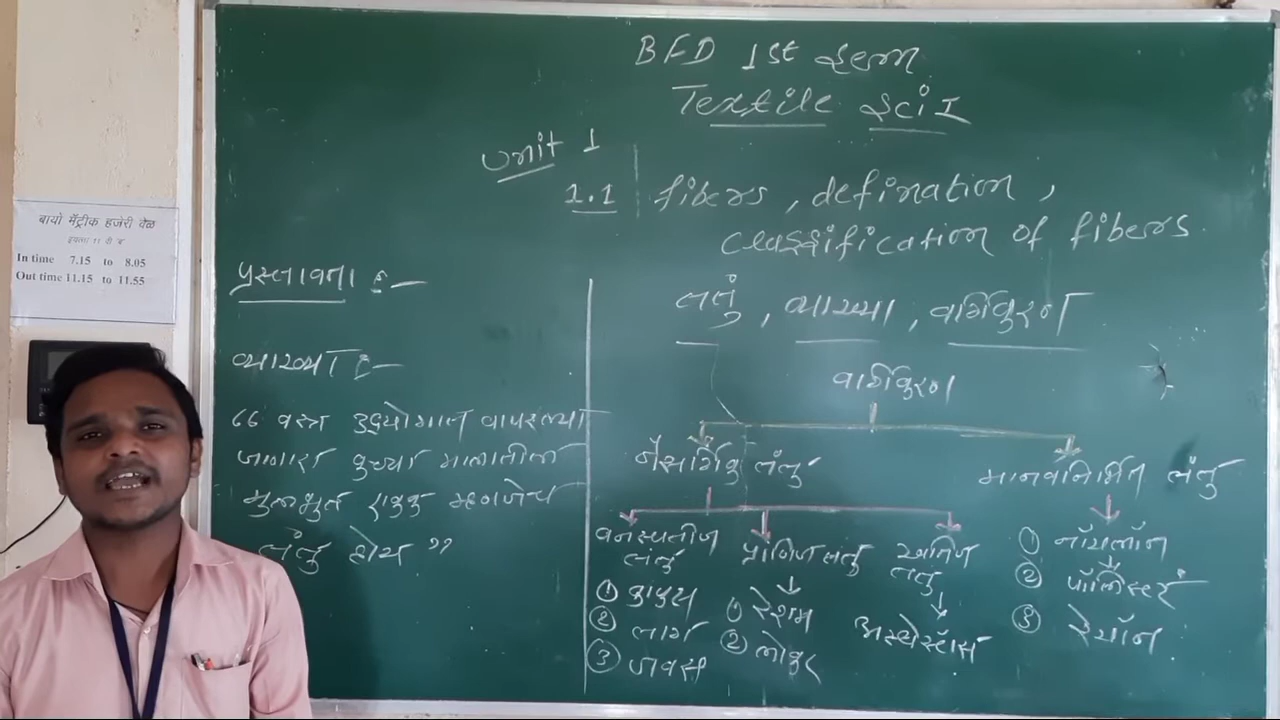 BFD 1st Sem
Textile Sci I
Unit 1
1.1 fibers, defination,
classification of fibers.
बायो मॅट्रीक हजेरी वेळ
In time 7.15 to 8.05
Out time 11.15 to 11.55
प्रस्तावना :-
व्याख्या :-
“ वस्त्र उद्योगात वापरल्या
जाणारा कच्च्या मालातील
मुलभुत घटक म्हणजेच
तंतु होय ”
तंतुं, व्याख्या, वर्गिकरण
वर्गिकरण
नैसर्गिक तंतु
मानवनिर्मित तंतु
वनस्पतीज तंतु
प्राणिज तंतु
खनिज तंतु
① कापुस
② ताग
③ जवस
① रेशम
② लोकर
अस्बेस्टॉस
① नॉयलॉन
② पॉलिस्टर
③ रेयॉन